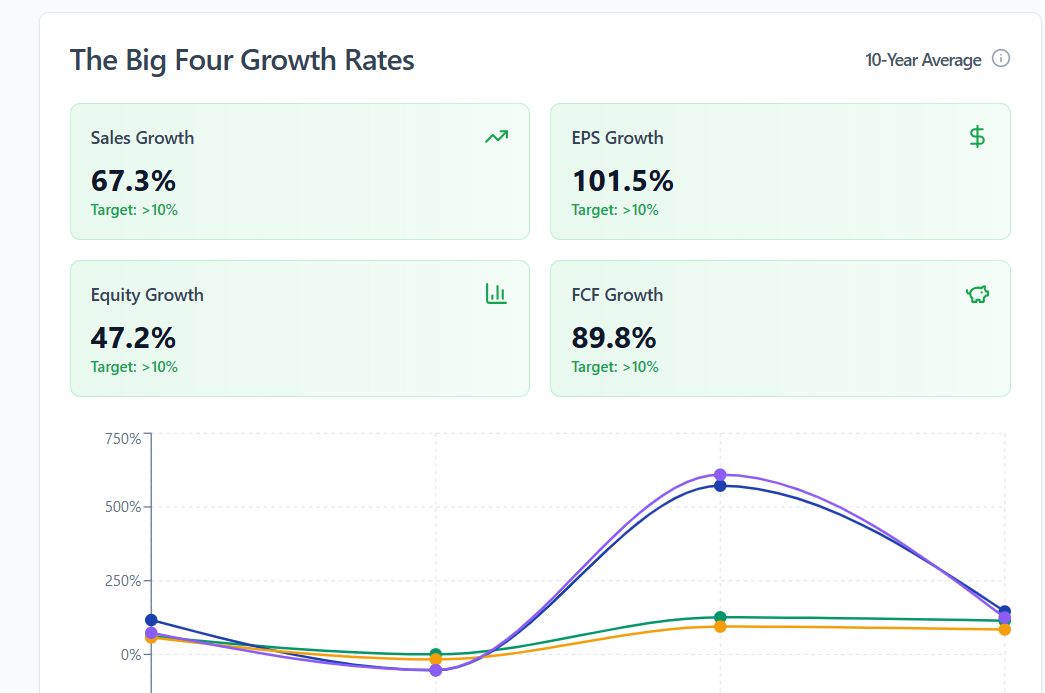 The Big Four Growth Rates
10-Year Average
Sales Growth
67.3%
Target: >10%
EPS Growth
101.5%
Target: >10%
Equity Growth
47.2%
Target: >10%
FCF Growth
89.8%
Target: >10%
750%
500%
250%
0%